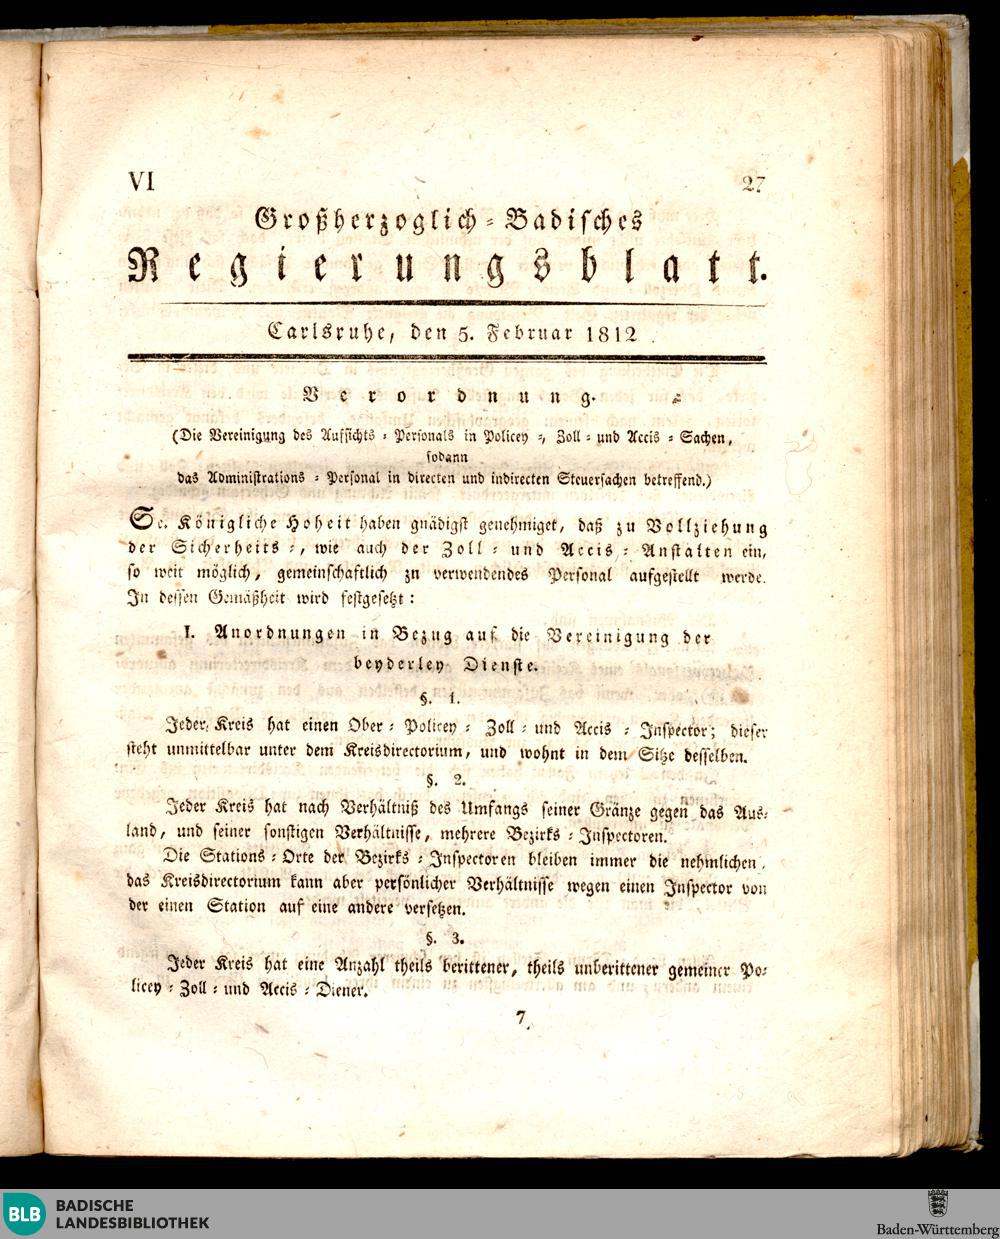 VI 27
Großherzoglich-Badisches
Regierungsblatt.
Carlsruhe, den 5. Februar 1812
Verordnung.
(Die Vereinigung des Aufsichts-Personals in Policey-, Zoll- und Accis-Sachen,
sodann
das Administrations-Personal in directen und indirecten Steuersachen betreffend.)
Se. Königliche Hoheit haben gnädigst genehmiget, daß zu Vollziehung
der Sicherheits-, wie auch der Zoll- und Accis-Anstalten ein,
so weit möglich, gemeinschaftlich zu verwendendes Personal aufgestellt werde.
In dessen Gemäßheit wird festgesetzt:
I. Anordnungen in Bezug auf die Vereinigung der
beyderley Dienste.
§. 1.
Jeder Kreis hat einen Ober-Policey-Zoll-und Accis-Inspector; dieser
steht unmittelbar unter dem Kreisdirectorium, und wohnt in dem Sitze desselben.
§. 2.
Jeder Kreis hat nach Verhältniß des Umfangs seiner Gränze gegen das Aus-
land, und seiner sonstigen Verhältnisse, mehrere Bezirks-Inspectoren.
Die Stations-Orte der Bezirks-Inspectoren bleiben immer die nehmlichen,
das Kreisdirectorium kann aber persönlicher Verhältnisse wegen einen Inspector von
der einen Station auf eine andere versetzen.
§. 3.
Jeder Kreis hat eine Anzahl theils berittener, theils unberittener gemeiner Po-
licey-Zoll-und Accis-Diener.
7
BLB BADISCHE
LANDESBIBLIOTHEK
Baden-Württemberg